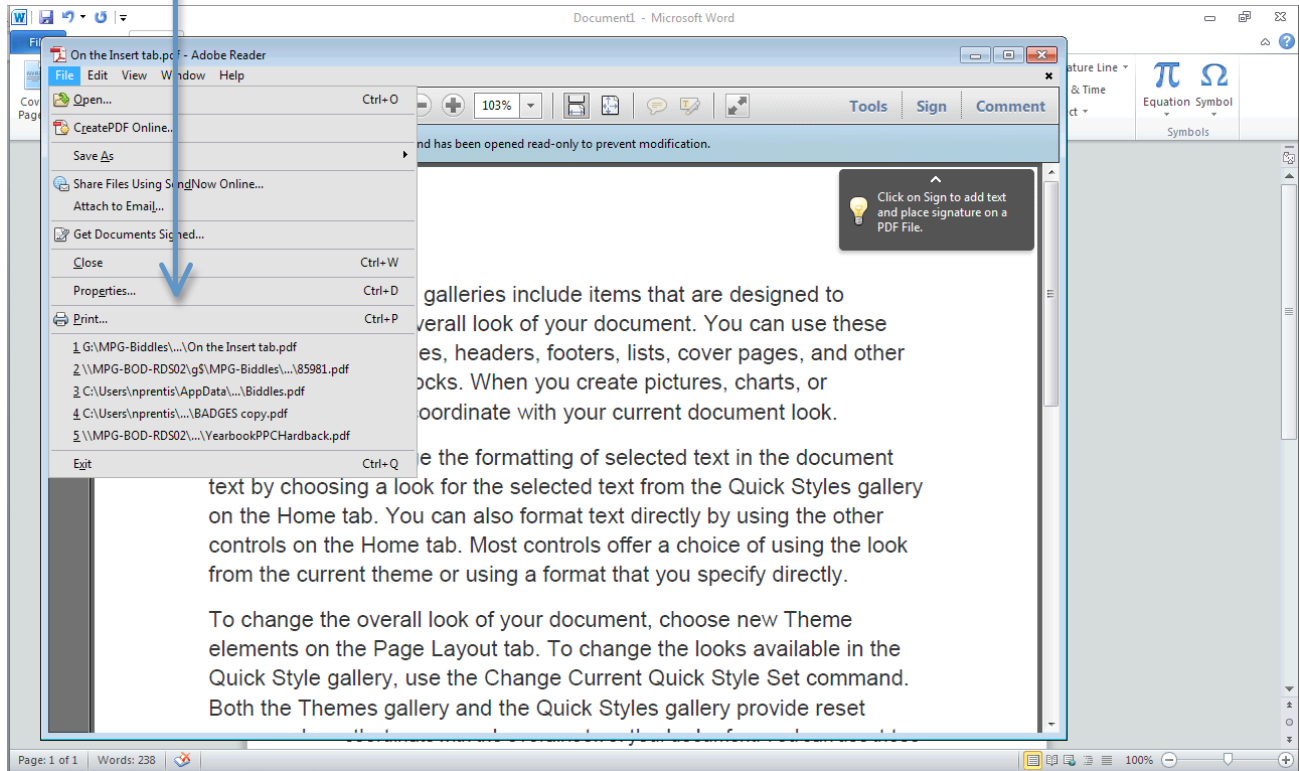 Document1 - Microsoft Word
On the Insert tab.pdf - Adobe Reader
File Edit View Window Help
ature Line
& Time
ct
Equation Symbol
Symbols
Cov
Page
Open... Ctrl+O
103%
Tools Sign Comment
CreatePDF Online...
nd has been opened read-only to prevent modification.
Save As
Share Files Using SendNow Online...
Attach to Email...
Get Documents Signed...
Close Ctrl+W
Properties... Ctrl+D
Print... Ctrl+P
1 G:\MPG-Biddles\...\On the Insert tab.pdf
2 \\MPG-BOD-RDS02\g$\MPG-Biddles\...\85981.pdf
3 C:\Users\nprentis\AppData\...\Biddles.pdf
4 C:\Users\nprentis\...\BADGES copy.pdf
5 \\MPG-BOD-RDS02\...\YearbookPPCHardback.pdf
Exit Ctrl+Q
Click on Sign to add text
and place signature on a
PDF File.
galleries include items that are designed to
verall look of your document. You can use these
es, headers, footers, lists, cover pages, and other
ocks. When you create pictures, charts, or
coordinate with your current document look.
e the formatting of selected text in the document
text by choosing a look for the selected text from the Quick Styles gallery
on the Home tab. You can also format text directly by using the other
controls on the Home tab. Most controls offer a choice of using the look
from the current theme or using a format that you specify directly.
To change the overall look of your document, choose new Theme
elements on the Page Layout tab. To change the looks available in the
Quick Style gallery, use the Change Current Quick Style Set command.
Both the Themes gallery and the Quick Styles gallery provide reset
Page: 1 of 1 Words: 238
100%